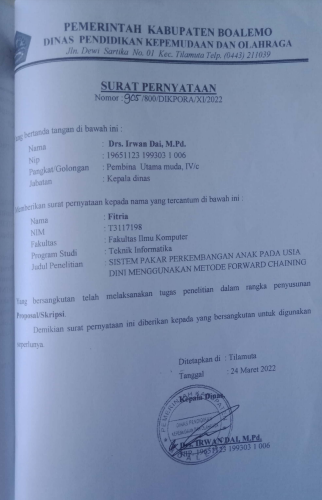 PEMERINTAH KABUPATEN BOALEMO
DINAS PENDIDIKAN KEPEMUDAAN DAN OLAHRAGA
Jln. Dewi Sartika No. 01 Kec. Tilamuta Telp. (0443) 211039
SURAT PERNYATAAN
Nomor : 905/800/DIKPORA/XI/2022
Yang bertanda tangan di bawah ini :
Nama : Drs. Irwan Dai, M.Pd.
Nip : 19651123 199303 1 006
Pangkat/Golongan : Pembina Utama muda, IV/c
Jabatan : Kepala dinas
Memberikan surat pernyataan kepada nama yang tercantum di bawah ini :
Nama : Fitria
NIM : T3117198
Fakultas : Fakultas Ilmu Komputer
Program Studi : Teknik Informatika
Judul Penelitian : SISTEM PAKAR PERKEMBANGAN ANAK PADA USIA
DINI MENGGUNAKAN METODE FORWARD CHAINING
Yang bersangkutan telah melaksanakan tugas penelitian dalam rangka penyusunan
Proposal/Skripsi.
Demikian surat pernyataan ini diberikan kepada yang bersangkutan untuk digunakan
seperlunya.
Ditetapkan di : Tilamuta
Tanggal : 24 Maret 2022
Kepala Dinas
Drs. IRWAN DAI, M.Pd.
NIP. 19651123 199303 1 006